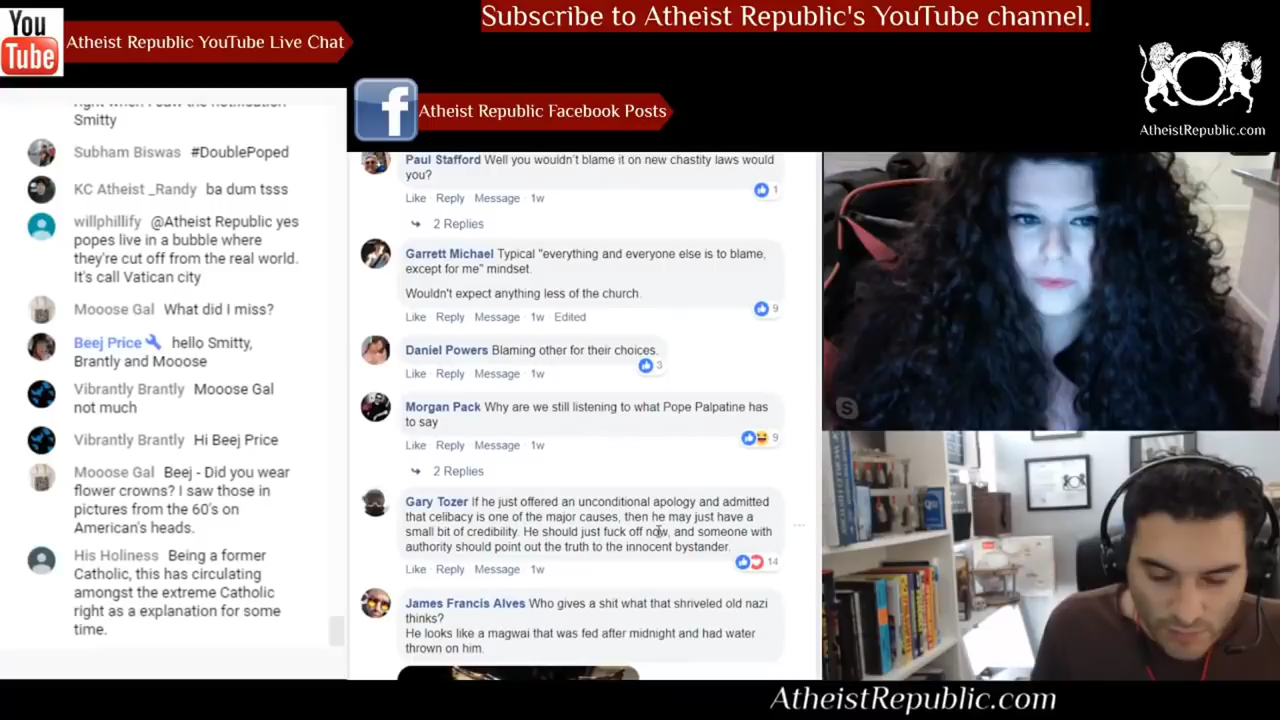 Subscribe to Atheist Republic's YouTube channel.
You
Tube
Atheist Republic YouTube Live Chat
AtheistRepublic.com
Atheist Republic Facebook Posts
right when I saw the notification
Smitty
Subham Biswas #DoublePoped
KC Atheist _Randy ba dum tsss
willphillify @Atheist Republic yes
popes live in a bubble where
they're cut off from the real world.
It's call Vatican city
Mooose Gal What did I miss?
Beej Price hello Smitty,
Brantly and Mooose
Vibrantly Brantly Mooose Gal
not much
Vibrantly Brantly Hi Beej Price
Mooose Gal Beej - Did you wear
flower crowns? I saw those in
pictures from the 60's on
American's heads.
His Holiness Being a former
Catholic, this has circulating
amongst the extreme Catholic
right as a explanation for some
time.
Paul Stafford Well you wouldn't blame it on new chastity laws would
you?
1
Like Reply Message 1w
2 Replies
Garrett Michael Typical "everything and everyone else is to blame,
except for me" mindset.
Wouldn't expect anything less of the church.
9
Like Reply Message 1w Edited
Daniel Powers Blaming other for their choices.
3
Like Reply Message 1w
Morgan Pack Why are we still listening to what Pope Palpatine has
to say
9
Like Reply Message 1w
2 Replies
Gary Tozer If he just offered an unconditional apology and admitted
that celibacy is one of the major causes, then he may just have a
small bit of credibility. He should just fuck off now, and someone with
authority should point out the truth to the innocent bystander.
14
Like Reply Message 1w
James Francis Alves Who gives a shit what that shriveled old nazi
thinks?
He looks like a magwai that was fed after midnight and had water
thrown on him.
AtheistRepublic.com